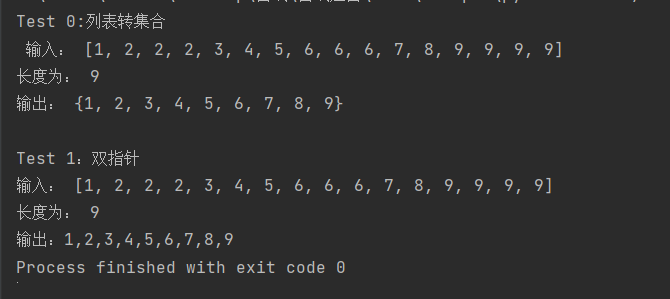 Test 0:列表转集合
输入： [1, 2, 2, 2, 3, 4, 5, 6, 6, 6, 7, 8, 9, 9, 9, 9]
长度为： 9
输出： {1, 2, 3, 4, 5, 6, 7, 8, 9}
Test 1：双指针
输入： [1, 2, 2, 2, 3, 4, 5, 6, 6, 6, 7, 8, 9, 9, 9, 9]
长度为： 9
输出：1,2,3,4,5,6,7,8,9
Process finished with exit code 0